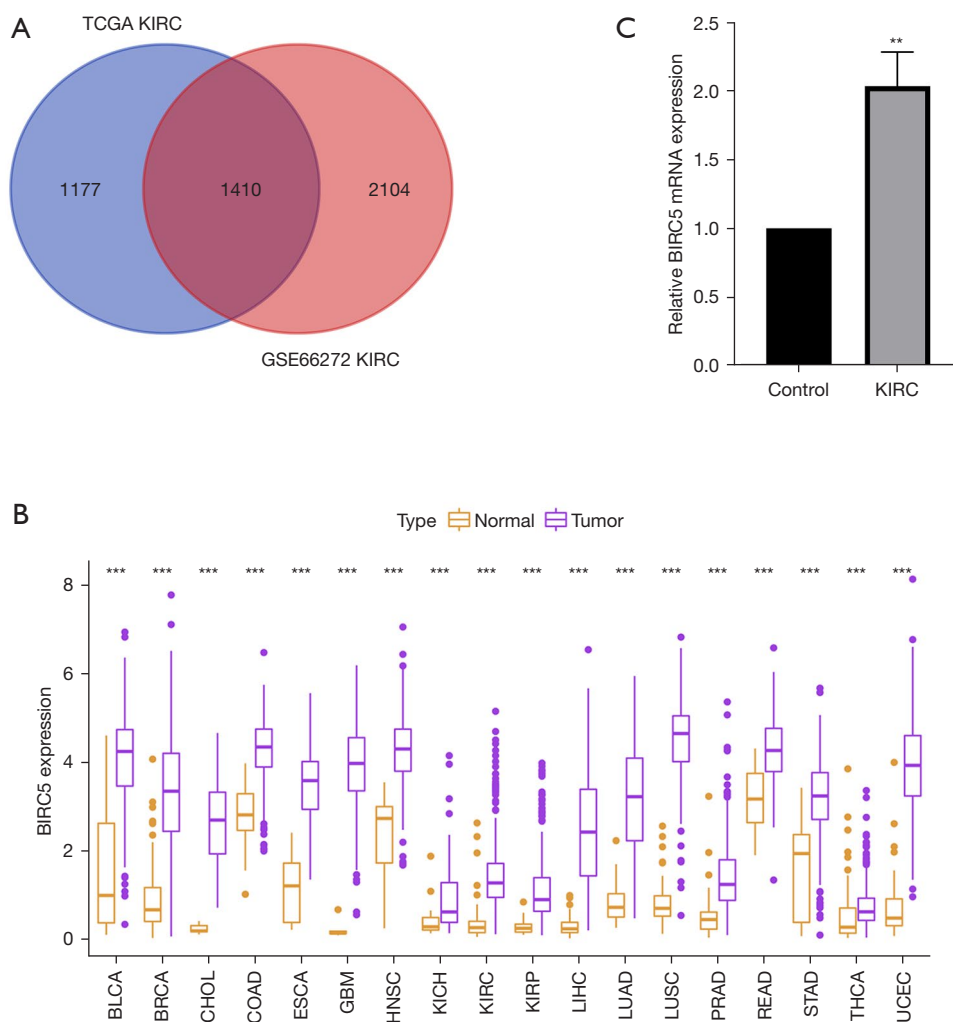 A
TCGA KIRC
1177
1410
2104
GSE66272 KIRC
C
Relative BIRC5 mRNA expression
2.5
2.0
1.5
1.0
0.5
0.0
**
Control
KIRC
B
Type Normal Tumor
BIRC5 expression
8
6
4
2
0
*** *** *** *** *** *** *** *** *** *** *** *** *** *** *** *** *** ***
BLCA
BRCA
CHOL
COAD
ESCA
GBM
HNSC
KICH
KIRC
KIRP
LIHC
LUAD
LUSC
PRAD
READ
STAD
THCA
UCEC